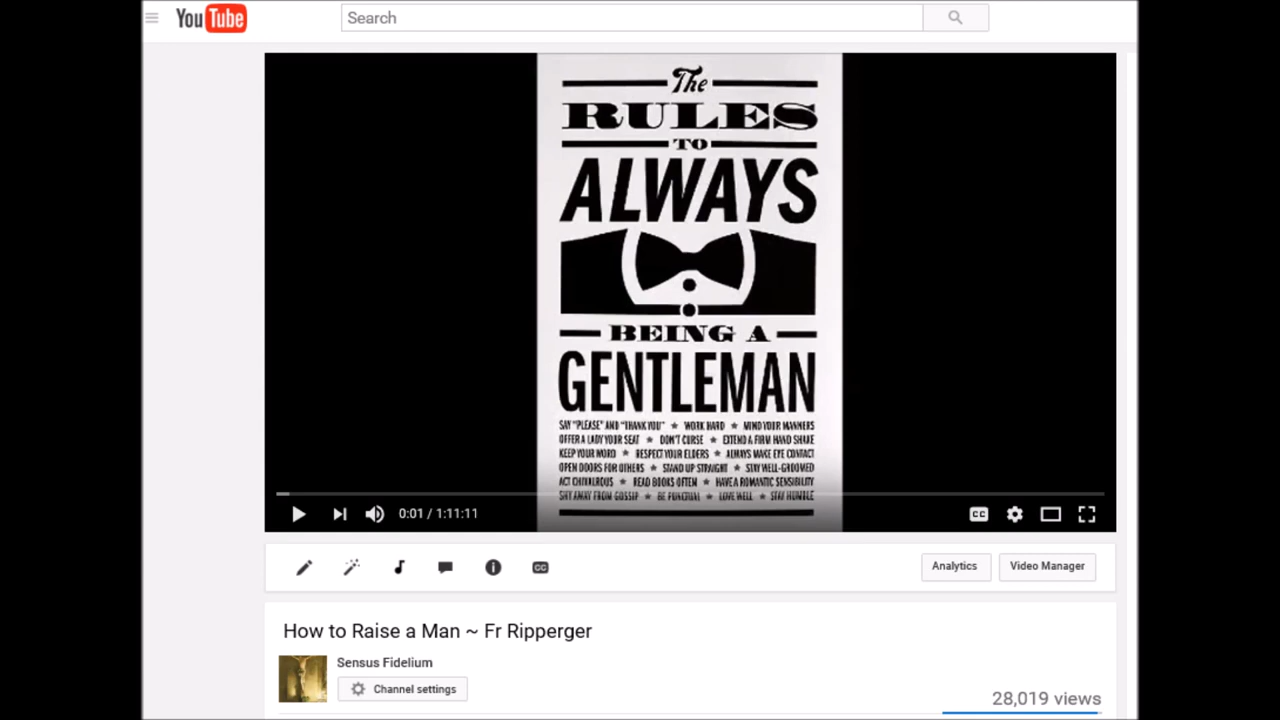 YouTube
Search
The
RULES
TO
ALWAYS
BEING A
GENTLEMAN
SAY "PLEASE" AND "THANK YOU" ★ WORK HARD ★ MIND YOUR MANNERS
OFFER A LADY YOUR SEAT ★ DON'T CURSE ★ EXTEND A FIRM HAND SHAKE
KEEP YOUR WORD ★ RESPECT YOUR ELDERS ★ ALWAYS MAKE EYE CONTACT
OPEN DOORS FOR OTHERS ★ STAND UP STRAIGHT ★ STAY WELL-GROOMED
ACT CHIVALROUS ★ READ BOOKS OFTEN ★ HAVE A ROMANTIC SENSIBILITY
SHY AWAY FROM GOSSIP ★ BE PUNCTUAL ★ LOVE WELL ★ STAY HUMBLE
0:01 / 1:11:11
CC
CC
Analytics
Video Manager
How to Raise a Man ~ Fr Ripperger
Sensus Fidelium
Channel settings
28,019 views